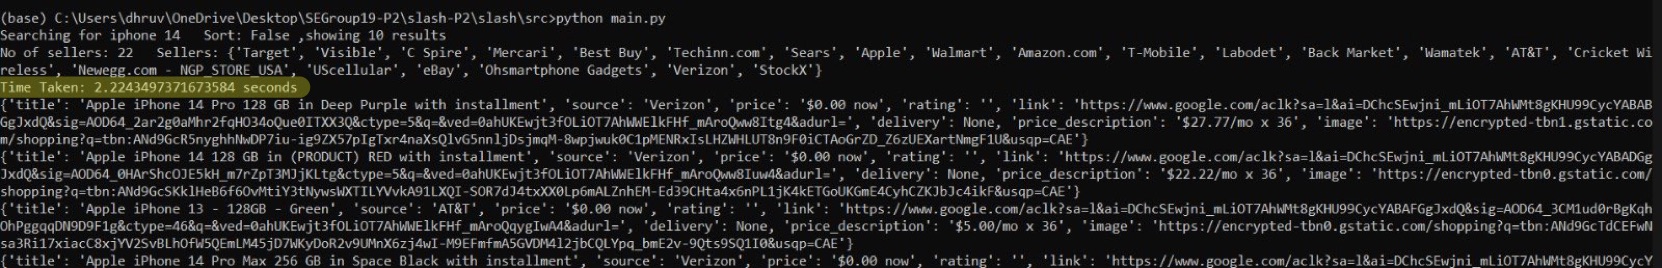 (base) C:\Users\dhruv\OneDrive\Desktop\SEGroup19-P2\slash-P2\slash\src>python main.py
Searching for iphone 14   Sort: False ,showing 10 results
No of sellers: 22   Sellers: {'Target', 'Visible', 'C Spire', 'Mercari', 'Best Buy', 'Techinn.com', 'Sears', 'Apple', 'Walmart', 'Amazon.com', 'T-Mobile', 'Labodet', 'Back Market', 'Wamatek', 'AT&T', 'Cricket Wi
reless', 'Newegg.com - NGP_STORE_USA', 'UScellular', 'eBay', 'Ohsmartphone Gadgets', 'Verizon', 'StockX'}
Time Taken: 2.2243497371673584 seconds
{'title': 'Apple iPhone 14 Pro 128 GB in Deep Purple with installment', 'source': 'Verizon', 'price': '$0.00 now', 'rating': '', 'link': 'https://www.google.com/aclk?sa=l&ai=DChcSEwjni_mLiOT7AhWMt8gKHU99CycYABAB
GgJxdQ&sig=AOD64_2ar2g0aMhr2fqHO34oQue0ITXX3Q&ctype=5&q=&ved=0ahUKEwjt3fOLiOT7AhWWElkFHf_mAroQww8Itg4&adurl=', 'delivery': None, 'price_description': '$27.77/mo x 36', 'image': 'https://encrypted-tbn1.gstatic.co
m/shopping?q=tbn:ANd9GcR5nyghhNwDP7iu-ig9ZX57pIgTxr4naXsQlvG5nnljDsjmqM-8wpjwuk0C1pMENRxIsLHZWHLUT8n9F0iCTAoGrZD_Z6zUEXartNmgF1U&usqp=CAE'}
{'title': 'Apple iPhone 14 128 GB in (PRODUCT) RED with installment', 'source': 'Verizon', 'price': '$0.00 now', 'rating': '', 'link': 'https://www.google.com/aclk?sa=l&ai=DChcSEwjni_mLiOT7AhWMt8gKHU99CycYABADGg
JxdQ&sig=AOD64_0HArShcOJE5kH_m7rZpT3MJjKLtg&ctype=5&q=&ved=0ahUKEwjt3fOLiOT7AhWWElkFHf_mAroQww8Iuw4&adurl=', 'delivery': None, 'price_description': '$22.22/mo x 36', 'image': 'https://encrypted-tbn0.gstatic.com/
shopping?q=tbn:ANd9GcSKklHeB6f6OvMtiY3tNywsWXTILYVvkA91LXQI-SOR7dJ4txXX0Lp6mALZnhEM-Ed39CHta4x6nPL1jK4kETGoUKGmE4CyhCZKJbJc4ikF&usqp=CAE'}
{'title': 'Apple iPhone 13 - 128GB - Green', 'source': 'AT&T', 'price': '$0.00 now', 'rating': '', 'link': 'https://www.google.com/aclk?sa=l&ai=DChcSEwjni_mLiOT7AhWMt8gKHU99CycYABAFGgJxdQ&sig=AOD64_3CM1ud0rBgKqh
OhPggqqDN9D9F1g&ctype=46&q=&ved=0ahUKEwjt3fOLiOT7AhWWElkFHf_mAroQqygIwA4&adurl=', 'delivery': None, 'price_description': '$5.00/mo x 36', 'image': 'https://encrypted-tbn0.gstatic.com/shopping?q=tbn:ANd9GcTdCEFwN
sa3Ri17xiacC8xjYV2SvBLhOfW5QEmLM45jD7WKyDoR2v9UMnX6zj4wI-M9EFmfmA5GVDM4l2jbCQLYpq_bmE2v-9Qts9SQ1I0&usqp=CAE'}
{'title': 'Apple iPhone 14 Pro Max 256 GB in Space Black with installment', 'source': 'Verizon', 'price': '$0.00 now', 'rating': '', 'link': 'https://www.google.com/aclk?sa=l&ai=DChcSEwjni_mLiOT7AhWMt8gKHU99CycY